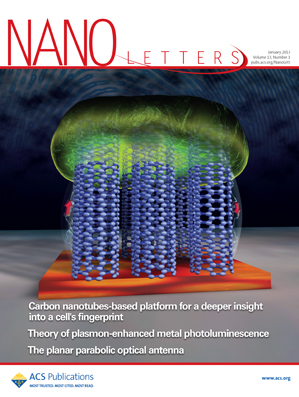 NANO LETTERS
January 2013
Volume 13, Number 1
pubs.acs.org/NanoLett
Carbon nanotubes-based platform for a deeper insight
into a cell's fingerprint
Theory of plasmon-enhanced metal photoluminescence
The planar parabolic optical antenna
ACS Publications
MOST TRUSTED. MOST CITED. MOST READ.
www.acs.org